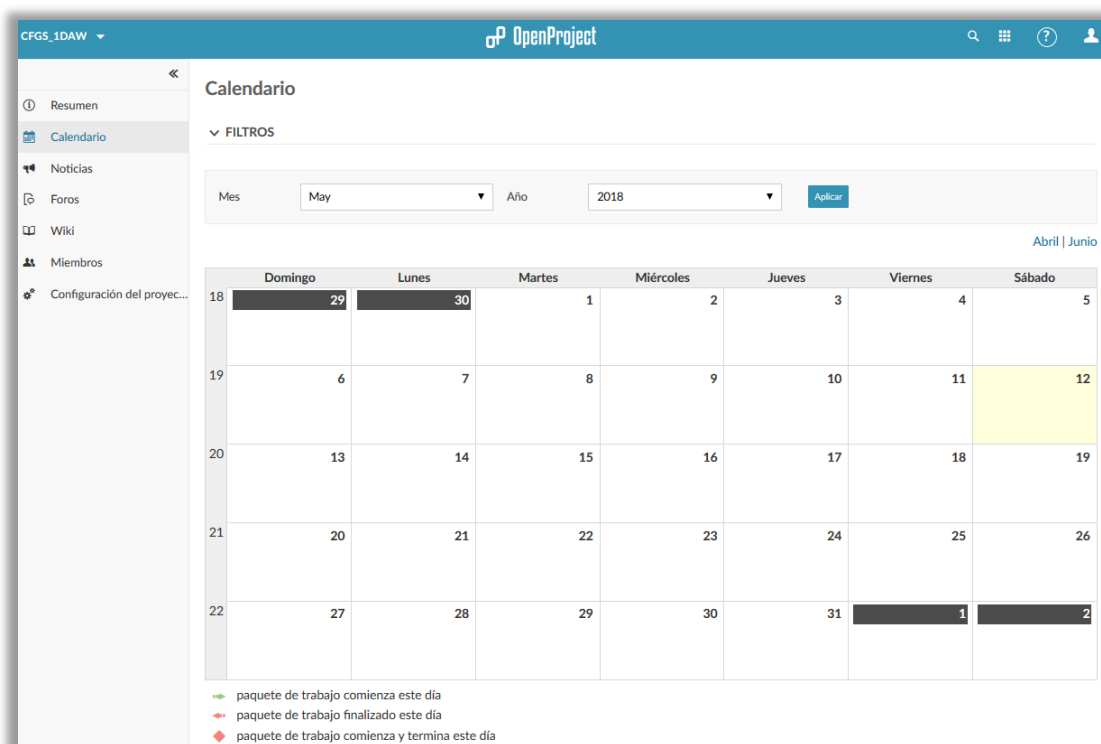 CFGS_1DAW
OpenProject
Calendario
FILTROS
Resumen
Calendario
Noticias
Foros
Wiki
Miembros
Configuración del proyec...
Mes May Año 2018 Aplicar
Abril | Junio
Domingo Lunes Martes Miércoles Jueves Viernes Sábado
18 29 30 1 2 3 4 5
19 6 7 8 9 10 11 12
20 13 14 15 16 17 18 19
21 20 21 22 23 24 25 26
22 27 28 29 30 31 1 2
paquete de trabajo comienza este día
paquete de trabajo finalizado este día
paquete de trabajo comienza y termina este día